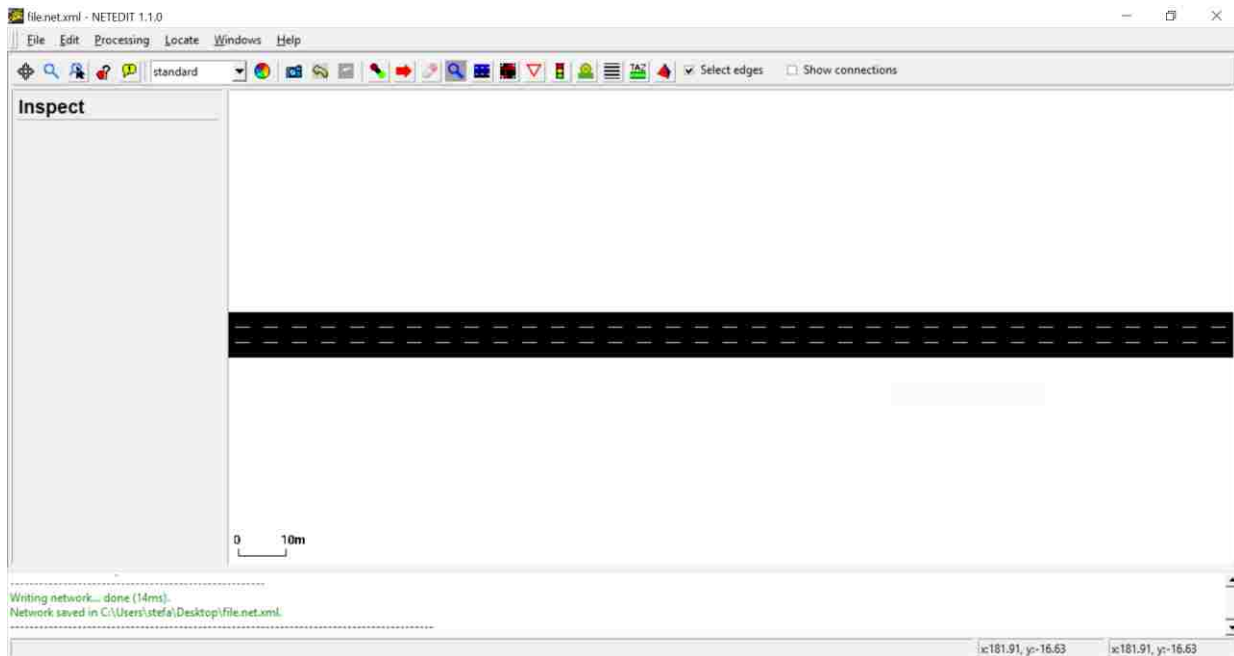 file.net.xml - NETEDIT 1.1.0
File Edit Processing Locate Windows Help
standard TAZ Select edges Show connections
Inspect
0 10m
Writing network... done (14ms).
Network saved in C:\Users\stefa\Desktop\file.net.xml.
x:181.91, y:-16.63 x:181.91, y:-16.63